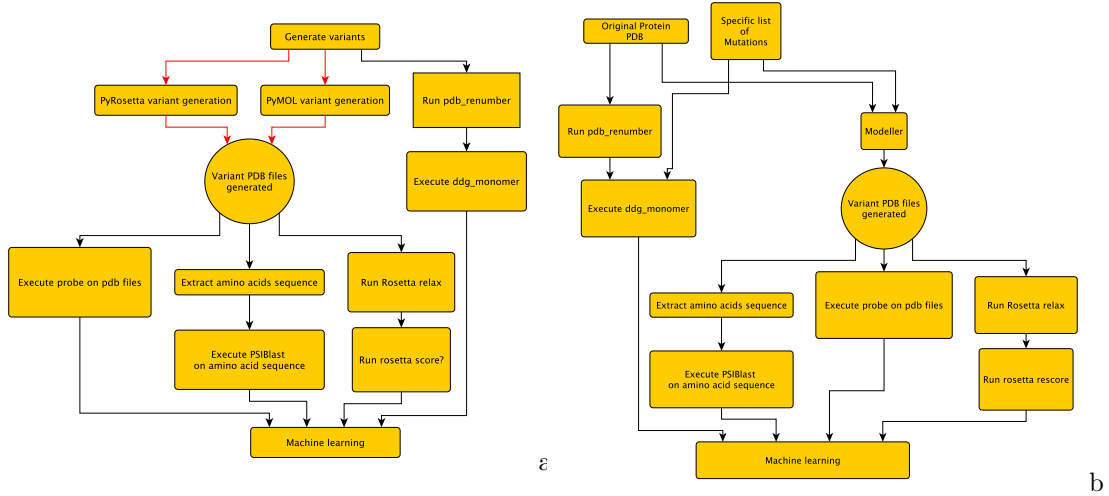 Generate variants
PyRosetta variant generation
PyMOL variant generation
Run pdb_renumber
Variant PDB files
generated
Execute ddg_monomer
Execute probe on pdb files
Extract amino acids sequence
Run Rosetta relax
Execute PSIBlast
on amino acid sequence
Run rosetta score?
Machine learning
a
Original Protein
PDB
Specific list
of
Mutations
Run pdb_renumber
Modeller
Execute ddg_monomer
Variant PDB files
generated
Extract amino acids sequence
Execute probe on pdb files
Run Rosetta relax
Execute PSIBlast
on amino acid sequence
Run rosetta rescore
Machine learning
b